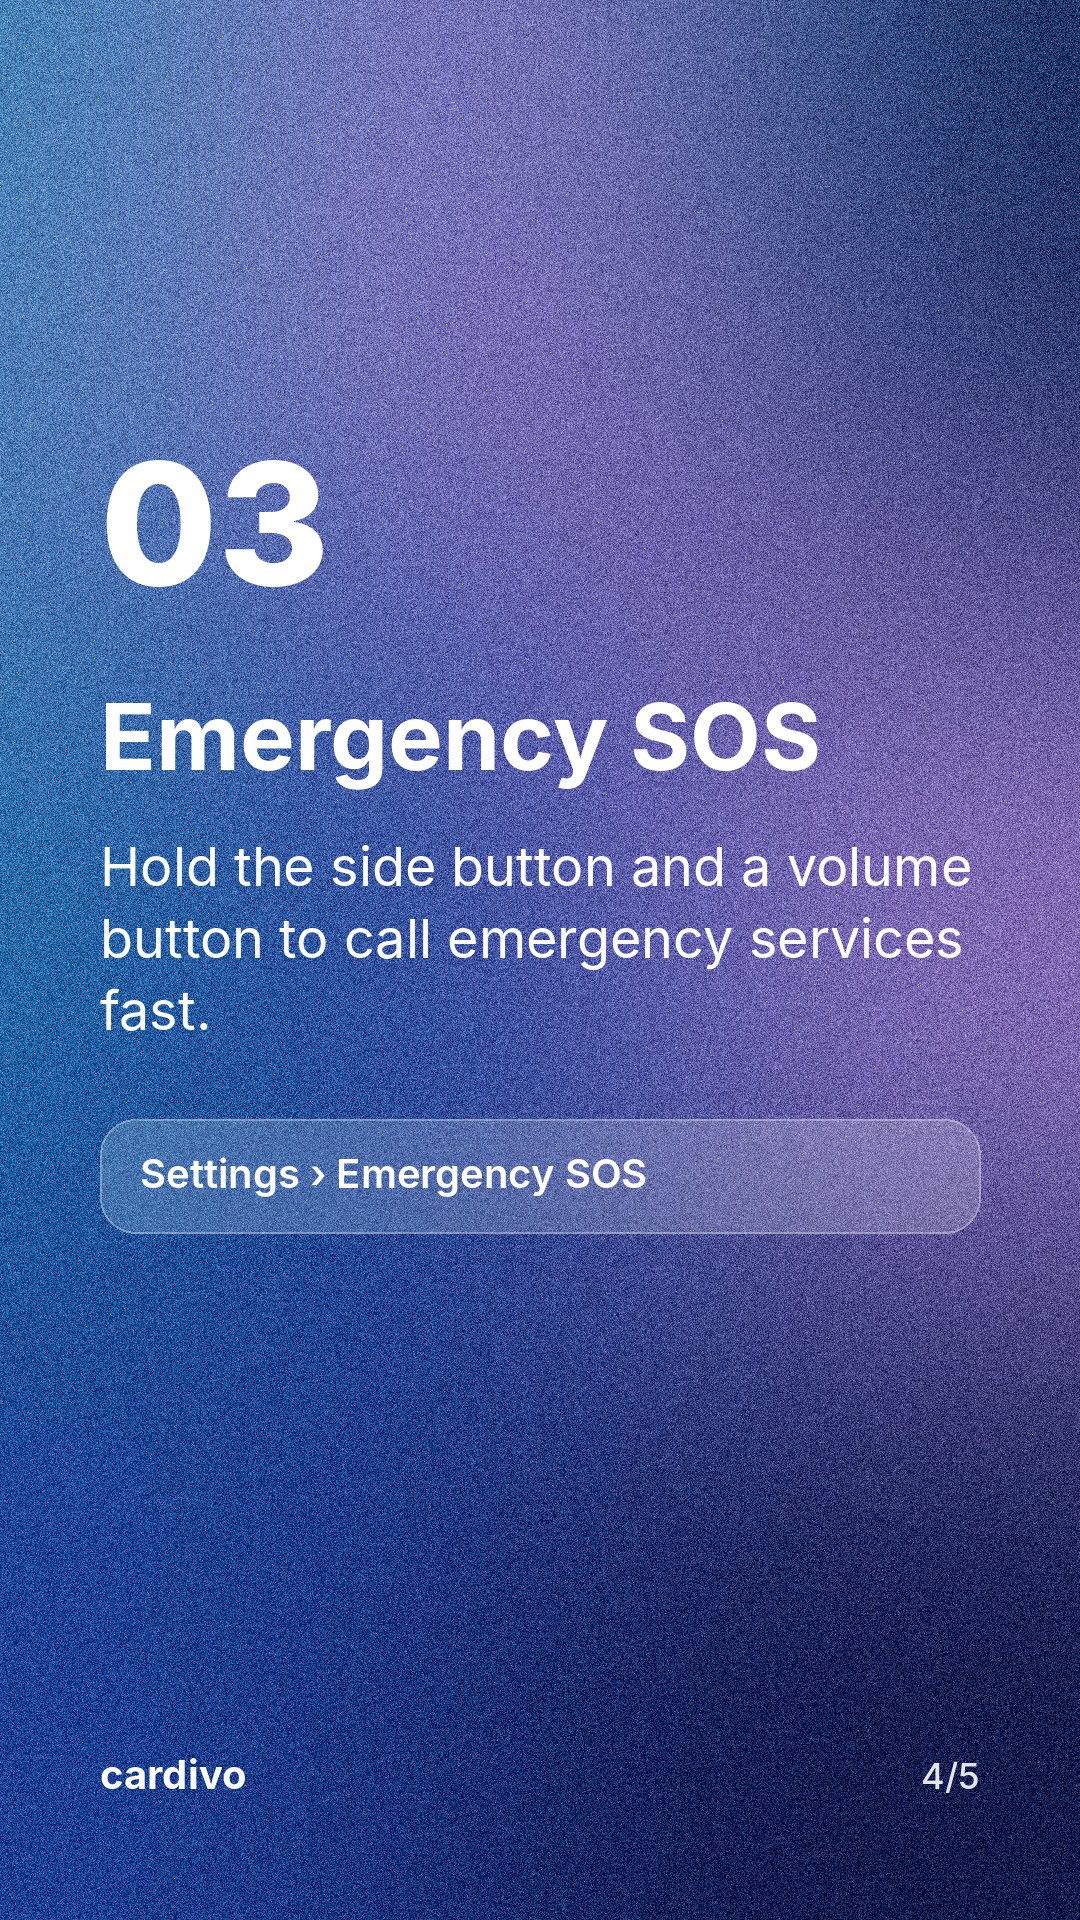 03
Emergency SOS
Hold the side button and a volume
button to call emergency services
fast.
Settings › Emergency SOS
cardivo
4/5